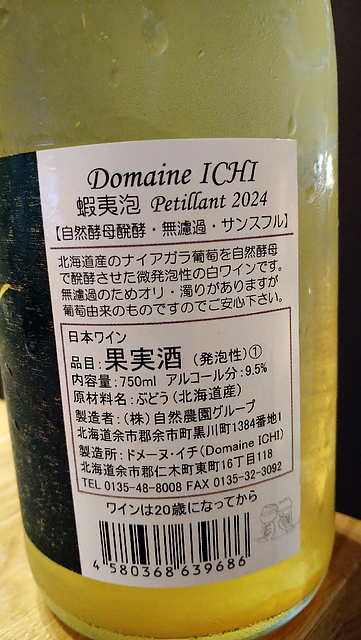 Domaine ICHI
蝦夷泡 Petillant 2024
【自然酵母醗酵・無濾過・サンスフル】
北海道産のナイアガラ葡萄を自然酵母
で醗酵させた微発泡性の白ワインです。
無濾過のためオリ・濁りがありますが
葡萄由来のものですのでご安心下さい。
日本ワイン
品目:果実酒(発泡性)①
内容量:750ml アルコール分:9.5%
原材料名:ぶどう(北海道産)
製造者:(株)自然農園グループ
北海道余市郡余市町黒川町1384番地1
製造所:ドメーヌ・イチ(Domaine ICHI)
北海道余市郡仁木町東町16丁目118
TEL 0135-48-8008 FAX 0135-32-3092
ワインは20歳になってから
4 580368 639686